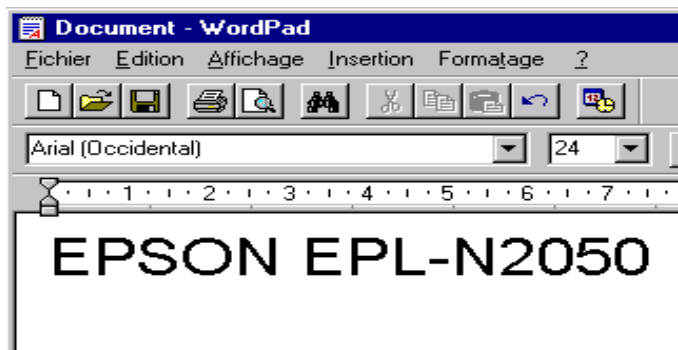 Document - WordPad
Fichier Edition Affichage Insertion Formatage ?
Arial (Occidental) 24
1 2 3 4 5 6 7
EPSON EPL-N2050